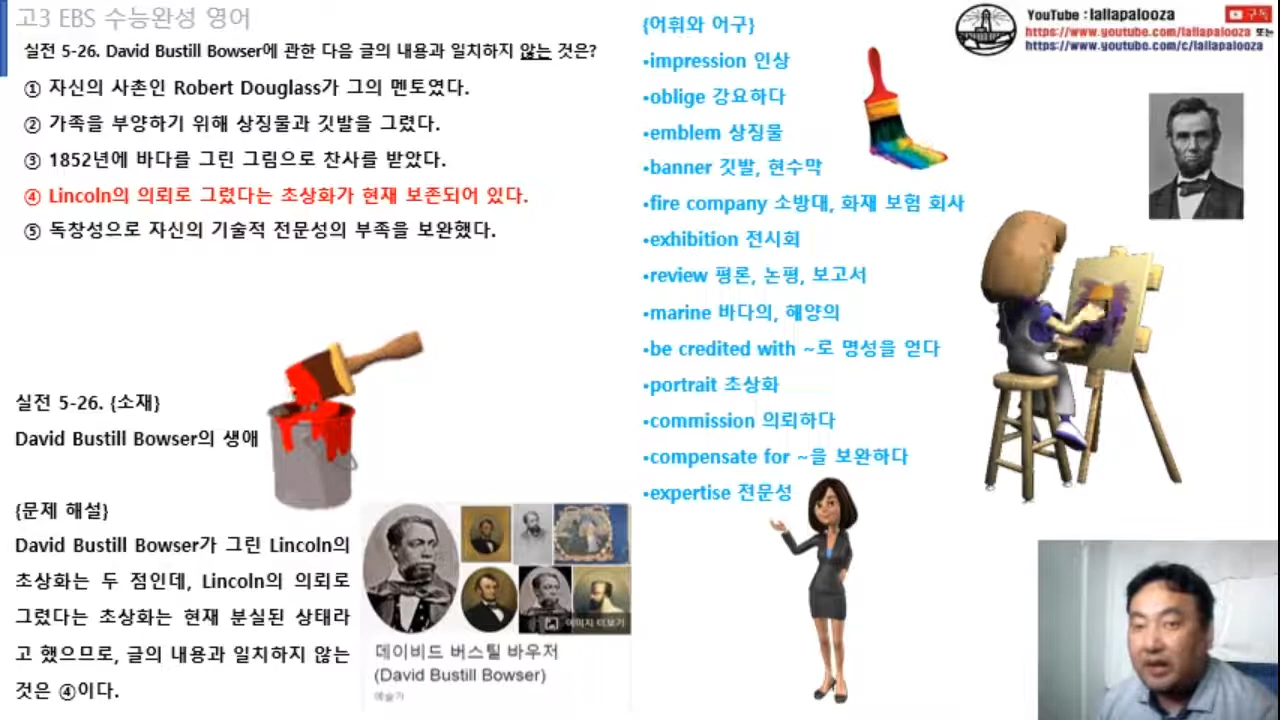 고3 EBS 수능완성 영어
실전 5-26. David Bustill Bowser에 관한 다음 글의 내용과 일치하지 않는 것은?
① 자신의 사촌인 Robert Douglass가 그의 멘토였다.
② 가족을 부양하기 위해 상징물과 깃발을 그렸다.
③ 1852년에 바다를 그린 그림으로 찬사를 받았다.
④ Lincoln의 의뢰로 그렸다는 초상화가 현재 보존되어 있다.
⑤ 독창성으로 자신의 기술적 전문성의 부족을 보완했다.
실전 5-26. {소재}
David Bustill Bowser의 생애
{문제 해설}
David Bustill Bowser가 그린 Lincoln의
초상화는 두 점인데, Lincoln의 의뢰로
그렸다는 초상화는 현재 분실된 상태라
고 했으므로, 글의 내용과 일치하지 않는
것은 ④이다.
이미지 더보기
데이비드 버스틸 바우저
(David Bustill Bowser)
예술가
{어휘와 어구}
•impression 인상
•oblige 강요하다
•emblem 상징물
•banner 깃발, 현수막
•fire company 소방대, 화재 보험 회사
•exhibition 전시회
•review 평론, 논평, 보고서
•marine 바다의, 해양의
•be credited with ~로 명성을 얻다
•portrait 초상화
•commission 의뢰하다
•compensate for ~을 보완하다
•expertise 전문성
YouTube : lallapalooza
구독
https://www.youtube.com/lallapalooza 또는
https://www.youtube.com/c/lallapalooza